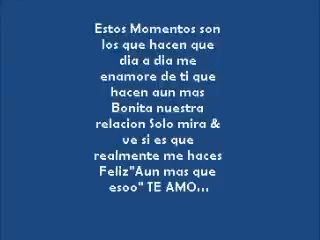 Estos Momentos son
los que hacen que
dia a dia me
enamore de ti que
hacen aun mas
Bonita nuestra
relacion Solo mira &
ve si es que
realmente me haces
Feliz"Aun mas que
esoo" TE AMO...